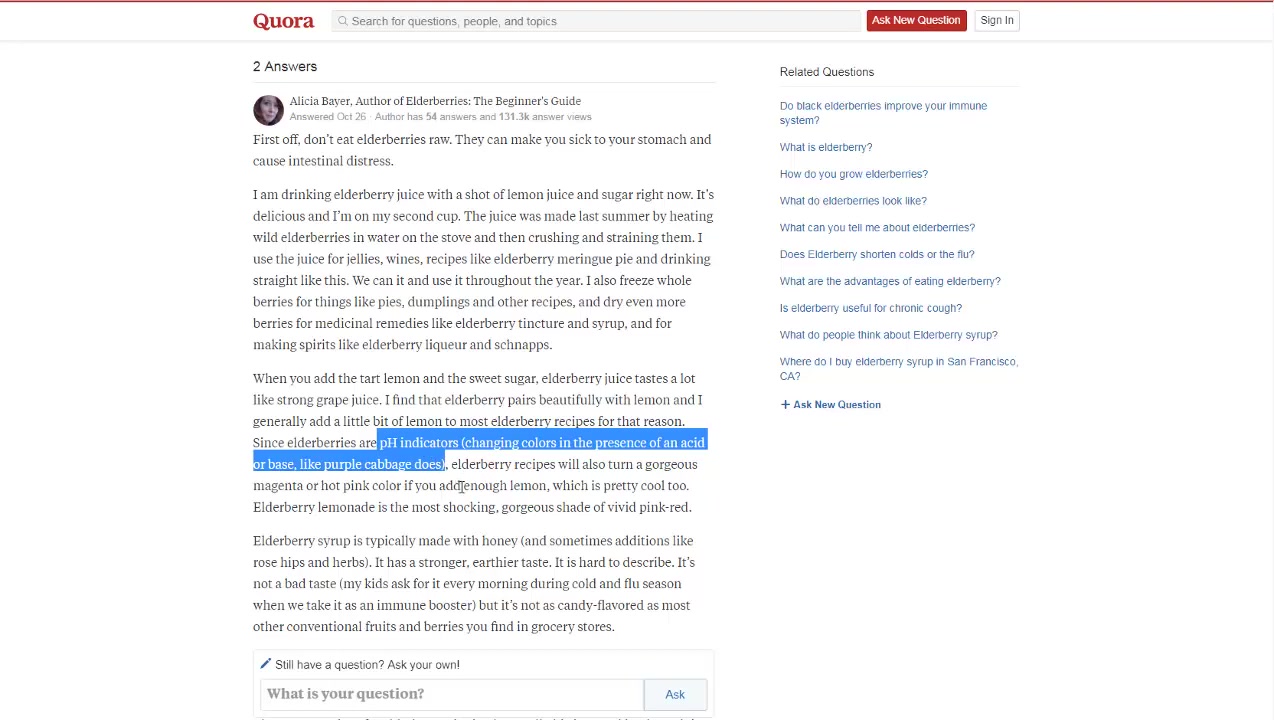 Quora
Search for questions, people, and topics
Ask New Question
Sign In
2 Answers
Alicia Bayer, Author of Elderberries: The Beginner's Guide
Answered Oct 26 · Author has 54 answers and 131.3k answer views
First off, don't eat elderberries raw. They can make you sick to your stomach and
cause intestinal distress.
I am drinking elderberry juice with a shot of lemon juice and sugar right now. It's
delicious and I'm on my second cup. The juice was made last summer by heating
wild elderberries in water on the stove and then crushing and straining them. I
use the juice for jellies, wines, recipes like elderberry meringue pie and drinking
straight like this. We can it and use it throughout the year. I also freeze whole
berries for things like pies, dumplings and other recipes, and dry even more
berries for medicinal remedies like elderberry tincture and syrup, and for
making spirits like elderberry liqueur and schnapps.
When you add the tart lemon and the sweet sugar, elderberry juice tastes a lot
like strong grape juice. I find that elderberry pairs beautifully with lemon and I
generally add a little bit of lemon to most elderberry recipes for that reason.
Since elderberries are pH indicators (changing colors in the presence of an acid
or base, like purple cabbage does), elderberry recipes will also turn a gorgeous
magenta or hot pink color if you add enough lemon, which is pretty cool too.
Elderberry lemonade is the most shocking, gorgeous shade of vivid pink-red.
Elderberry syrup is typically made with honey (and sometimes additions like
rose hips and herbs). It has a stronger, earthier taste. It is hard to describe. It's
not a bad taste (my kids ask for it every morning during cold and flu season
when we take it as an immune booster) but it's not as candy-flavored as most
other conventional fruits and berries you find in grocery stores.
Still have a question? Ask your own!
What is your question?
Ask
Related Questions
Do black elderberries improve your immune
system?
What is elderberry?
How do you grow elderberries?
What do elderberries look like?
What can you tell me about elderberries?
Does Elderberry shorten colds or the flu?
What are the advantages of eating elderberry?
Is elderberry useful for chronic cough?
What do people think about Elderberry syrup?
Where do I buy elderberry syrup in San Francisco,
CA?
+ Ask New Question